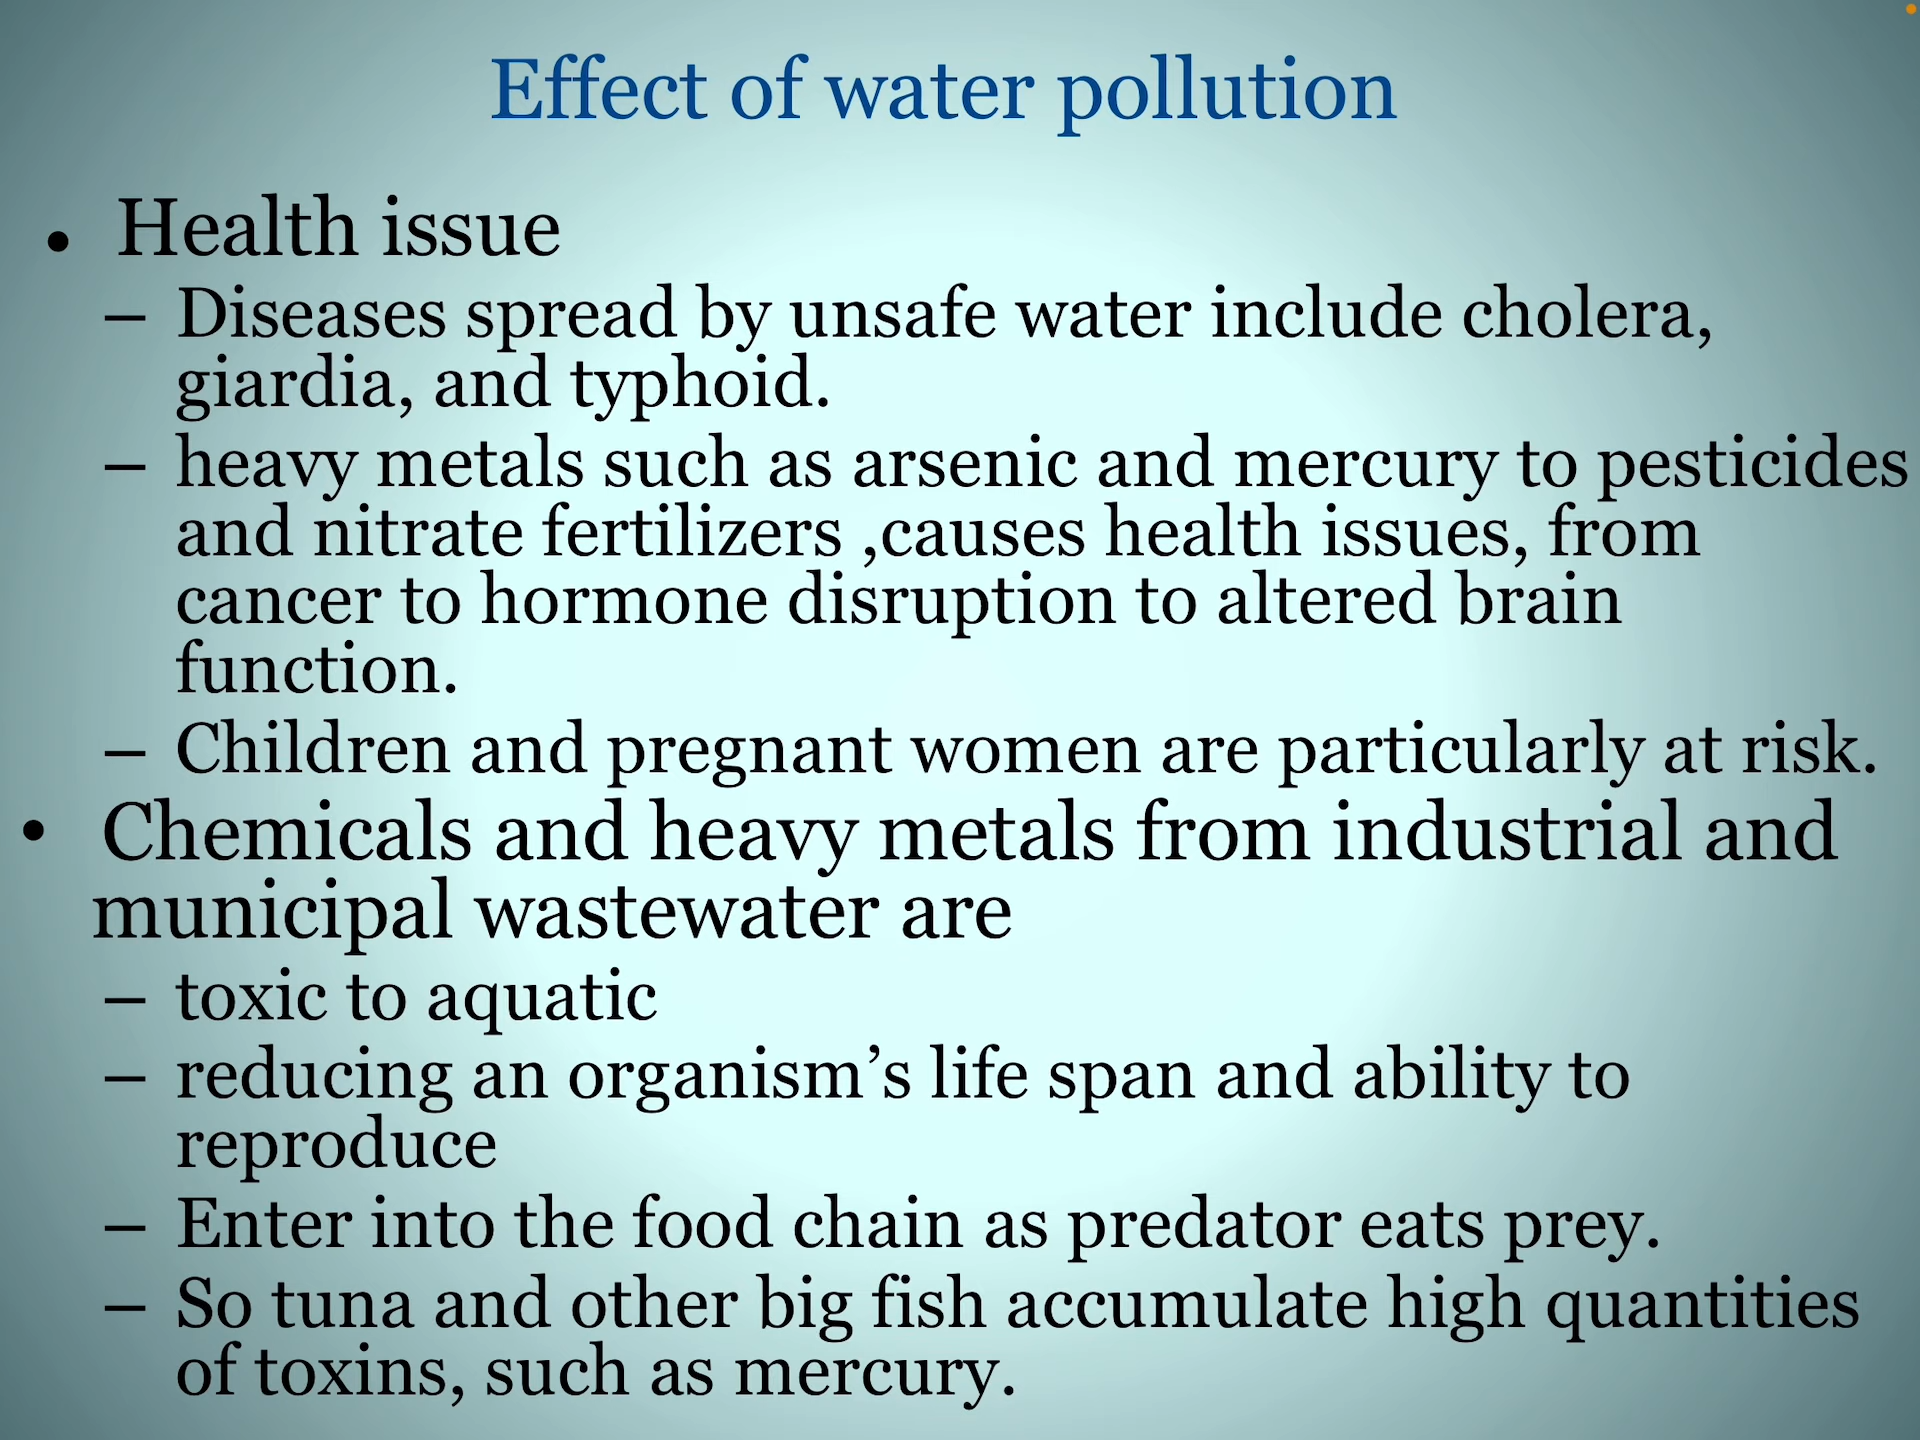 Effect of water pollution
• Health issue
– Diseases spread by unsafe water include cholera,
giardia, and typhoid.
– heavy metals such as arsenic and mercury to pesticides
and nitrate fertilizers ,causes health issues, from
cancer to hormone disruption to altered brain
function.
– Children and pregnant women are particularly at risk.
• Chemicals and heavy metals from industrial and
municipal wastewater are
– toxic to aquatic
– reducing an organism’s life span and ability to
reproduce
– Enter into the food chain as predator eats prey.
– So tuna and other big fish accumulate high quantities
of toxins, such as mercury.